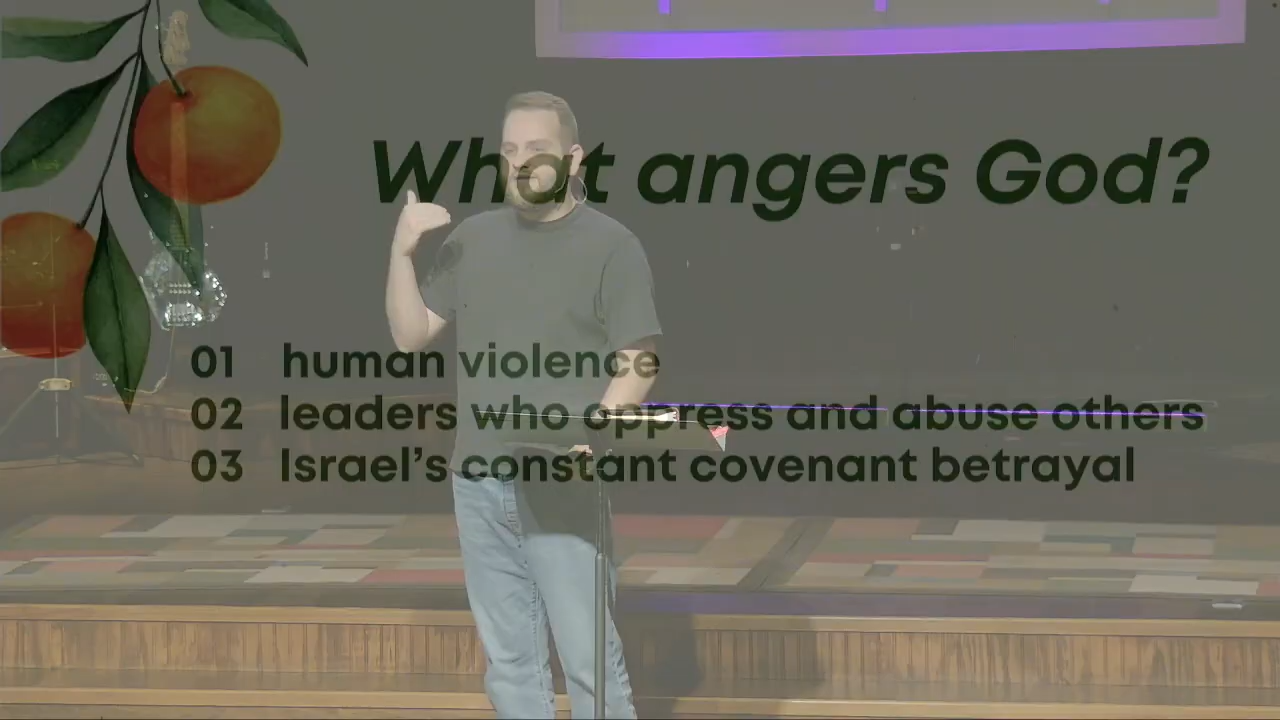 What angers God?
01 human violence
02 leaders who oppress and abuse others
03 Israel’s constant covenant betrayal